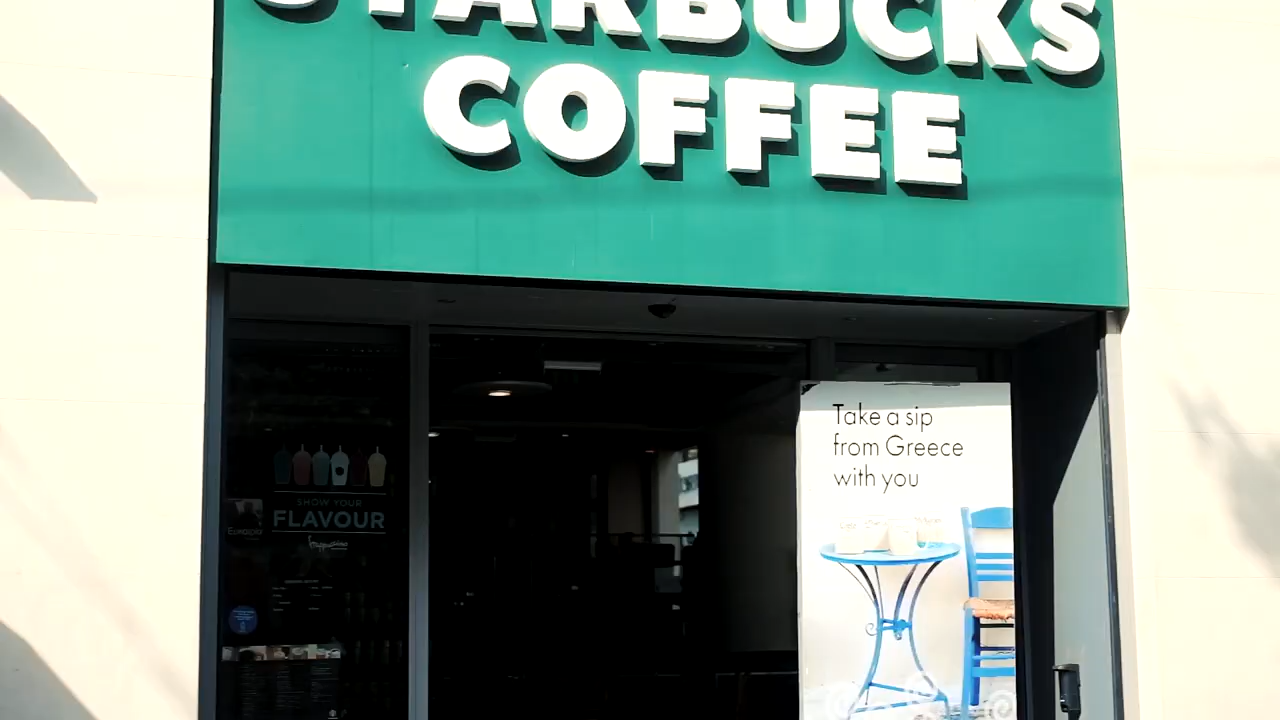 STARBUCKS
COFFEE
Take a sip
from Greece
with you
SHOW YOUR
FLAVOUR